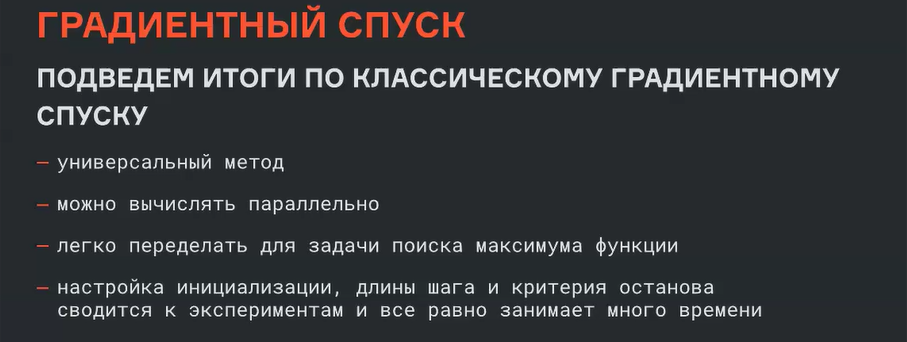 ГРАДИЕНТНЫЙ СПУСК
ПОДВЕДЕМ ИТОГИ ПО КЛАССИЧЕСКОМУ ГРАДИЕНТНОМУ
СПУСКУ
— универсальный метод
— можно вычислять параллельно
— легко переделать для задачи поиска максимума функции
— настройка инициализации, длины шага и критерия останова
сводится к экспериментам и все равно занимает много времени